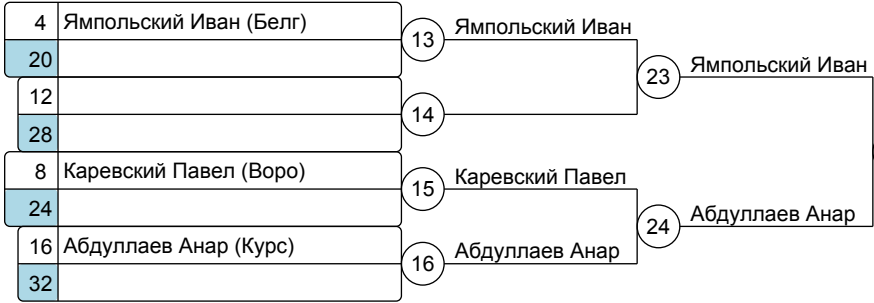 4 Ямпольский Иван (Белг)
13 Ямпольский Иван
20
23 Ямпольский Иван
12
14
28
8 Каревский Павел (Воро)
15 Каревский Павел
24
24 Абдуллаев Анар
16 Абдуллаев Анар (Курс)
16 Абдуллаев Анар
32